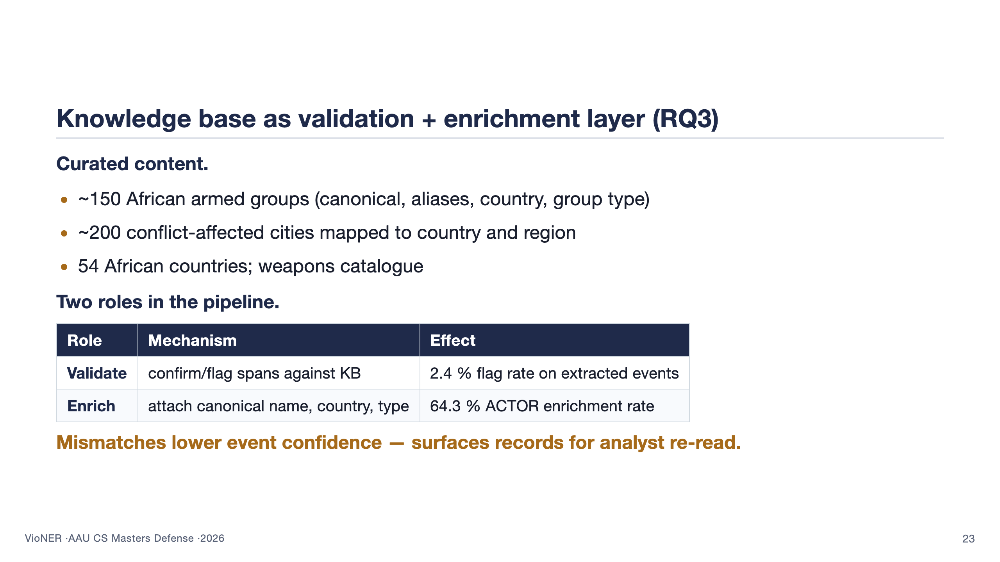 Knowledge base as validation + enrichment layer (RQ3)
Curated content.
• ~150 African armed groups (canonical, aliases, country, group type)
• ~200 conflict-affected cities mapped to country and region
• 54 African countries; weapons catalogue
Two roles in the pipeline.
Role Mechanism Effect
Validate confirm/flag spans against KB 2.4 % flag rate on extracted events
Enrich attach canonical name, country, type 64.3 % ACTOR enrichment rate
Mismatches lower event confidence — surfaces records for analyst re-read.
VioNER ·AAU CS Masters Defense ·2026 23